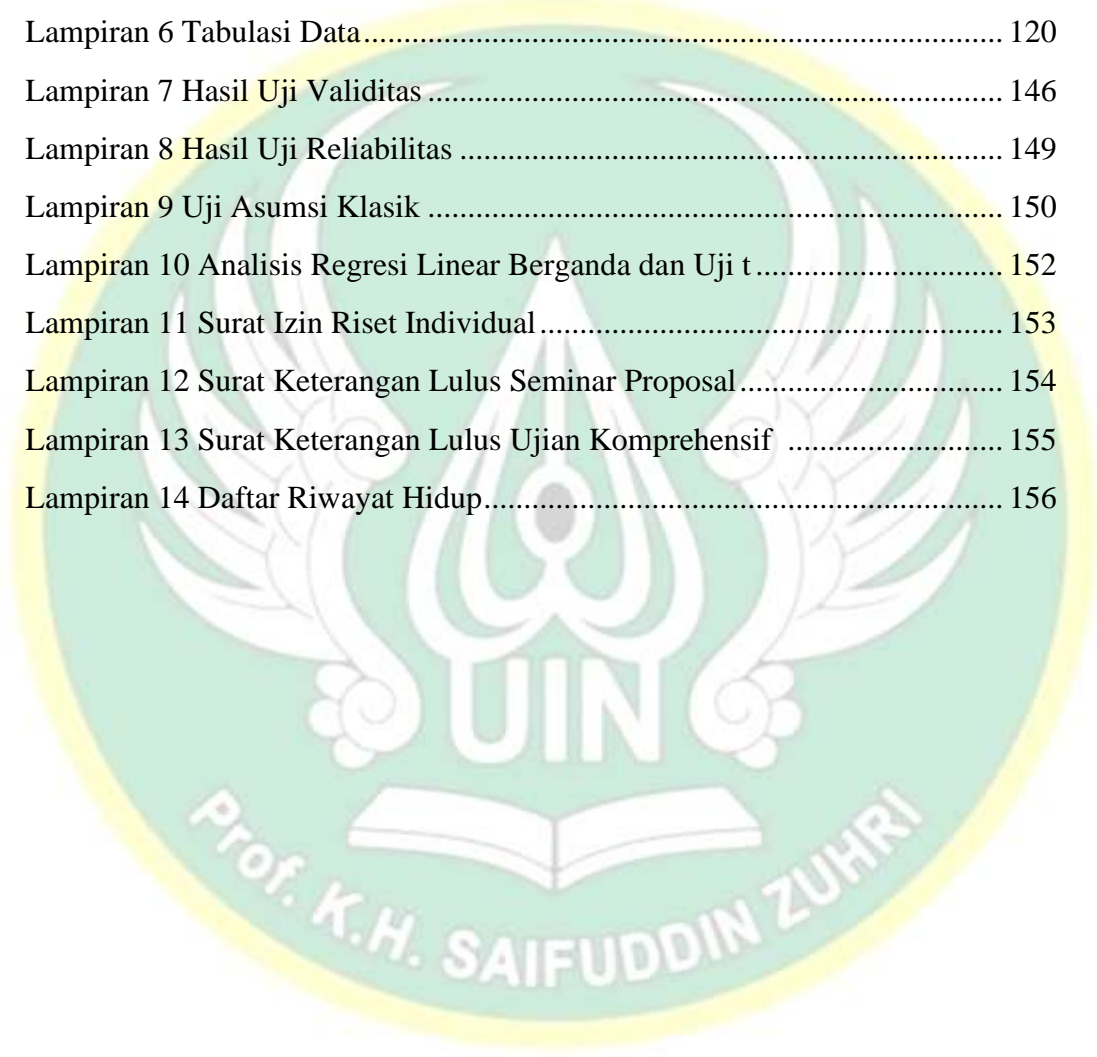 Lampiran 6 Tabulasi Data................................................................................ 120
Lampiran 7 Hasil Uji Validitas ........................................................................ 146
Lampiran 8 Hasil Uji Reliabilitas .................................................................... 149
Lampiran 9 Uji Asumsi Klasik ........................................................................ 150
Lampiran 10 Analisis Regresi Linear Berganda dan Uji t............................... 152
Lampiran 11 Surat Izin Riset Individual.......................................................... 153
Lampiran 12 Surat Keterangan Lulus Seminar Proposal................................. 154
Lampiran 13 Surat Keterangan Lulus Ujian Komprehensif ........................... 155
Lampiran 14 Daftar Riwayat Hidup................................................................. 156
UIN
Prof. K.H. SAIFUDDIN ZUHRI